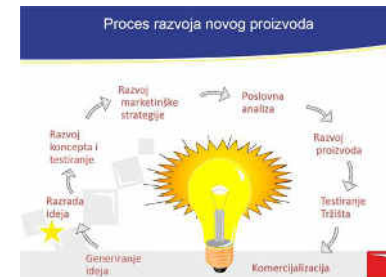 Proces razvoja novog proizvoda
Razvoj
marketinške
strategije
Poslovna
analiza
Razvoj
koncepta i
testiranje
Razvoj
proizvoda
Razrada
Ideja
Testiranje
Tržišta
Generiranje
ideja
Komercijalizacija